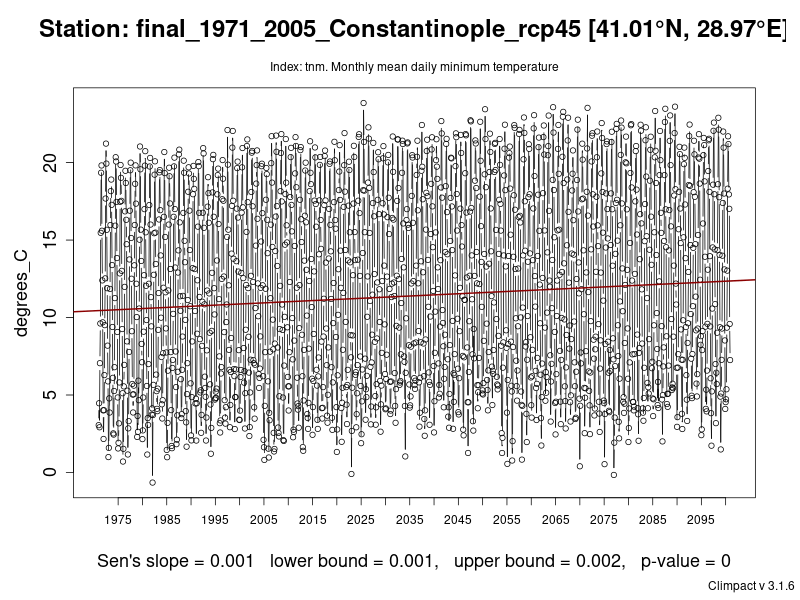 Station: final_1971_2005_Constantinople_rcp45 [41.01°N, 28.97°E]
Index: tnm. Monthly mean daily minimum temperature
degrees_C
20
15
10
5
0
1975 1985 1995 2005 2015 2025 2035 2045 2055 2065 2075 2085 2095
Sen's slope = 0.001 lower bound = 0.001, upper bound = 0.002, p-value = 0
Climpact v 3.1.6